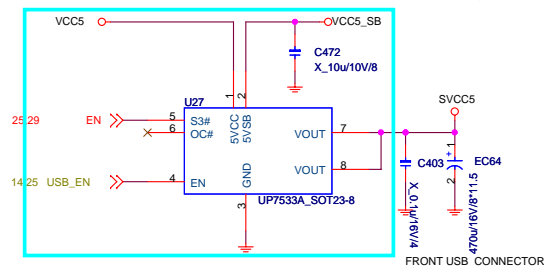 VCC5
VCC5_SB
C472
X_10u/10V/8
U27
SVCC5
1
2
5VCC
5VSB
25,29 EN
5
S3#
6
OC#
VOUT
7
14,25 USB_EN
4
EN
VOUT
8
GND
3
UP7533A_SOT23-8
C403
X_0.1u/16V/4
+
1
2
EC64
470u/16V/8*11.5
FRONT USB CONNECTOR